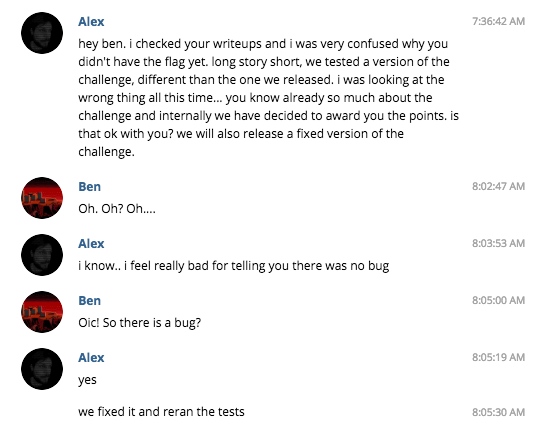 Alex 7:36:42 AM
hey ben. i checked your writeups and i was very confused why you
didn't have the flag yet. long story short, we tested a version of the
challenge, different than the one we released. i was looking at the
wrong thing all this time... you know already so much about the
challenge and internally we have decided to award you the points. is
that ok with you? we will also release a fixed version of the
challenge.
Ben 8:02:47 AM
Oh. Oh? Oh....
Alex 8:03:53 AM
i know.. i feel really bad for telling you there was no bug
Ben 8:05:00 AM
Oic! So there is a bug?
Alex 8:05:19 AM
yes
we fixed it and reran the tests 8:05:30 AM